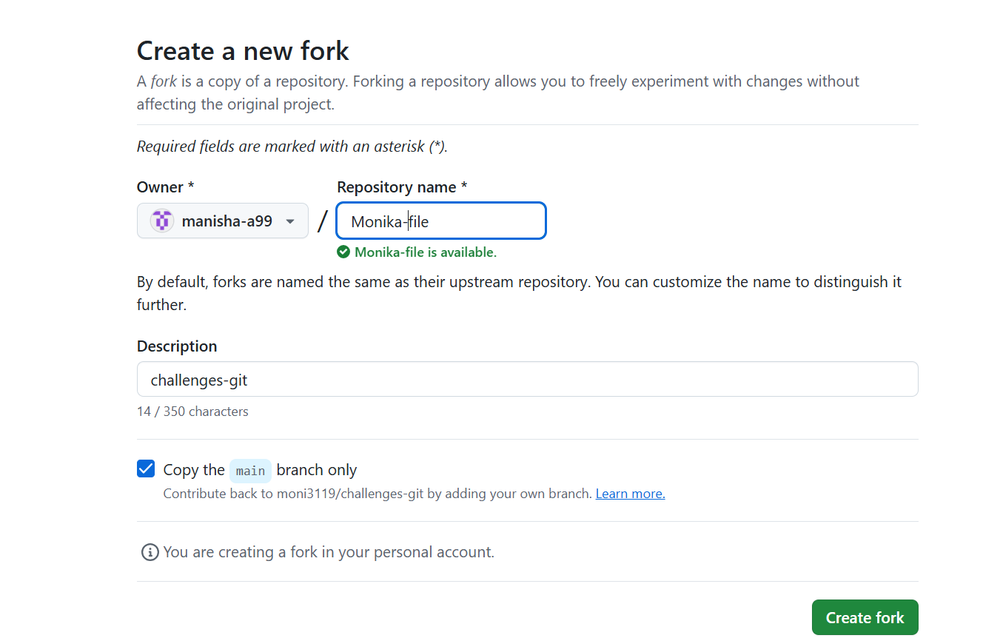 Create a new fork
A fork is a copy of a repository. Forking a repository allows you to freely experiment with changes without
affecting the original project.
Required fields are marked with an asterisk (*).
Owner *
Repository name *
manisha-a99
/
Monika-file
Monika-file is available.
By default, forks are named the same as their upstream repository. You can customize the name to distinguish it
further.
Description
challenges-git
14 / 350 characters
Copy the main branch only
Contribute back to moni3119/challenges-git by adding your own branch. Learn more.
You are creating a fork in your personal account.
Create fork